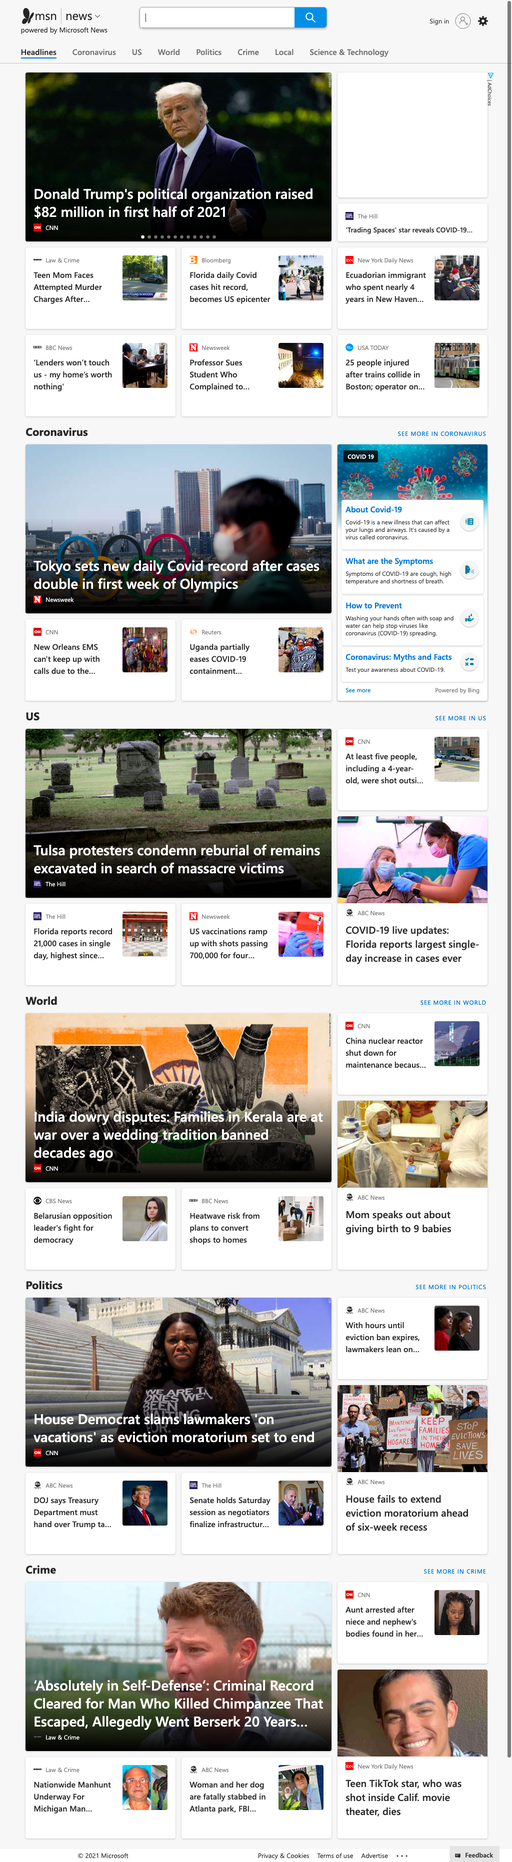 msn | news
powered by Microsoft News
Sign in
Headlines
Coronavirus
US
World
Politics
Crime
Local
Science & Technology
Donald Trump's political organization raised
$82 million in first half of 2021
CNN
AdChoices
The Hill
'Trading Spaces' star reveals COVID-19...
Law & Crime
Teen Mom Faces
Attempted Murder
Charges After...
Bloomberg
Florida daily Covid
cases hit record,
becomes US epicenter
New York Daily News
Ecuadorian immigrant
who spent nearly 4
years in New Haven...
BBC News
'Lenders won't touch
us - my home's worth
nothing'
Newsweek
Professor Sues
Student Who
Complained to...
USA TODAY
25 people injured
after trains collide in
Boston; operator on...
Coronavirus
SEE MORE IN CORONAVIRUS
Tokyo sets new daily Covid record after cases
double in first week of Olympics
Newsweek
COVID 19
About Covid-19
Covid-19 is a new illness that can affect
your lungs and airways. It's caused by a
virus called coronavirus.
What are the Symptoms
Symptoms of COVID-19 are cough, high
temperature and shortness of breath.
How to Prevent
Washing your hands often with soap and
water can help stop viruses like
coronavirus (COVID-19) spreading.
Coronavirus: Myths and Facts
Test your awareness about COVID-19.
See more
Powered by Bing
CNN
New Orleans EMS
can't keep up with
calls due to the...
Reuters
Uganda partially
eases COVID-19
containment...
US
SEE MORE IN US
Tulsa protesters condemn reburial of remains
excavated in search of massacre victims
The Hill
CNN
At least five people,
including a 4-year-
old, were shot outsi...
ABC News
COVID-19 live updates:
Florida reports largest single-
day increase in cases ever
The Hill
Florida reports record
21,000 cases in single
day, highest since...
Newsweek
US vaccinations ramp
up with shots passing
700,000 for four...
World
SEE MORE IN WORLD
India dowry disputes: Families in Kerala are at
war over a wedding tradition banned
decades ago
CNN
CNN
China nuclear reactor
shut down for
maintenance becaus...
ABC News
Mom speaks out about
giving birth to 9 babies
CBS News
Belarusian opposition
leader's fight for
democracy
BBC News
Heatwave risk from
plans to convert
shops to homes
Politics
SEE MORE IN POLITICS
House Democrat slams lawmakers 'on
vacations' as eviction moratorium set to end
CNN
ABC News
With hours until
eviction ban expires,
lawmakers lean on...
KEEP
FAMILIES
IN THEIR
HOMES
STOP
EVICTIONS
SAVE
LIVES
ABC News
House fails to extend
eviction moratorium ahead
of six-week recess
ABC News
DOJ says Treasury
Department must
hand over Trump ta...
The Hill
Senate holds Saturday
session as negotiators
finalize infrastructur...
Crime
SEE MORE IN CRIME
'Absolutely in Self-Defense': Criminal Record
Cleared for Man Who Killed Chimpanzee That
Escaped, Allegedly Went Berserk 20 Years...
Law & Crime
CNN
Aunt arrested after
niece and nephew's
bodies found in her...
New York Daily News
Teen TikTok star, who was
shot inside Calif. movie
theater, dies
Law & Crime
Nationwide Manhunt
Underway For
Michigan Man...
ABC News
Woman and her dog
are fatally stabbed in
Atlanta park, FBI...
© 2021 Microsoft
Privacy & Cookies
Terms of use
Advertise
...
Feedback